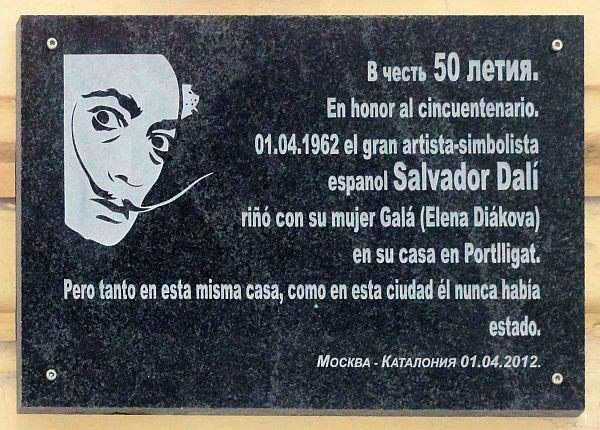 В честь 50 летия.
En honor al cincuentenario.
01.04.1962 el gran artista-simbolista
espanol Salvador Dalí
riñó con su mujer Galá (Elena Diákova)
en su casa en Portlligat.
Pero tanto en esta misma casa, como en esta ciudad él nunca había
estado.
Москва - Каталония 01.04.2012.